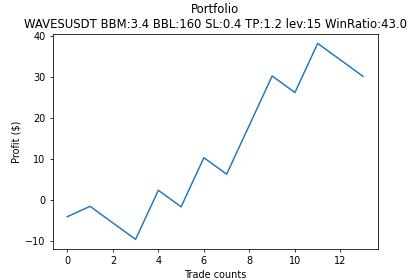 Portfolio
WAVESUSDT BBM:3.4 BBL:160 SL:0.4 TP:1.2 lev:15 WinRatio:43.0
40
30
20
10
0
−10
Profit ($)
0 2 4 6 8 10 12
Trade counts